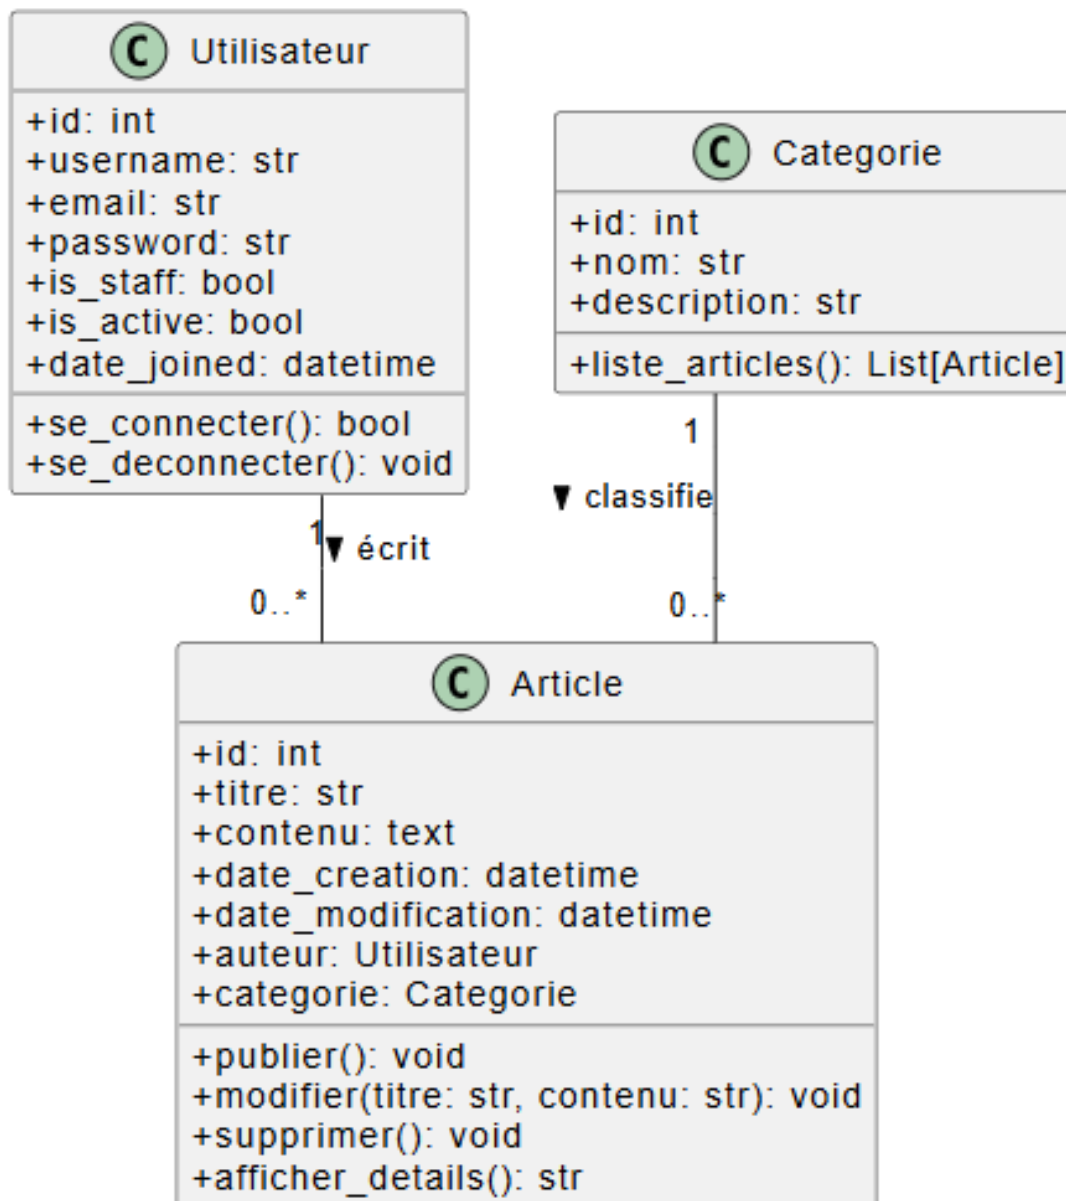 C Utilisateur
+id: int
+username: str
+email: str
+password: str
+is_staff: bool
+is_active: bool
+date_joined: datetime
+se_connecter(): bool
+se_deconnecter(): void
C Categorie
+id: int
+nom: str
+description: str
+liste_articles(): List[Article]
1
▼ écrit
0..*
1
▼ classifie
0..*
C Article
+id: int
+titre: str
+contenu: text
+date_creation: datetime
+date_modification: datetime
+auteur: Utilisateur
+categorie: Categorie
+publier(): void
+modifier(titre: str, contenu: str): void
+supprimer(): void
+afficher_details(): str